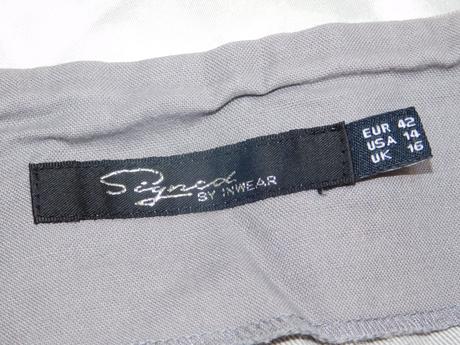 Signed
BY INWEAR
EUR 42
USA 14
UK 16